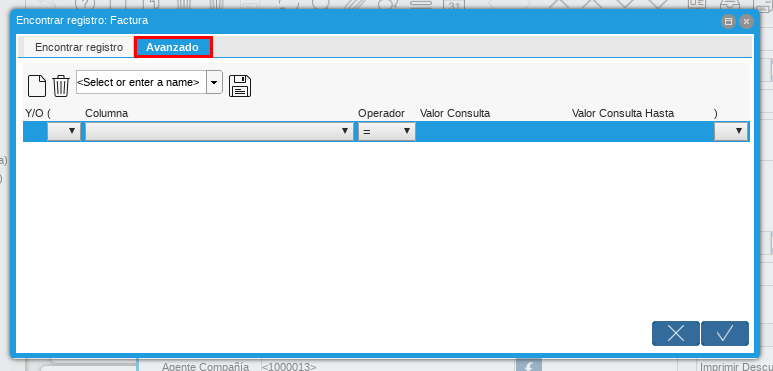 31
Encontrar registro: Factura
Encontrar registro
Avanzado
<Select or enter a name>
Y/O ( Columna Operador Valor Consulta Valor Consulta Hasta )
=
a)
)
Agente Compañía <1000013> Imprimir Descu